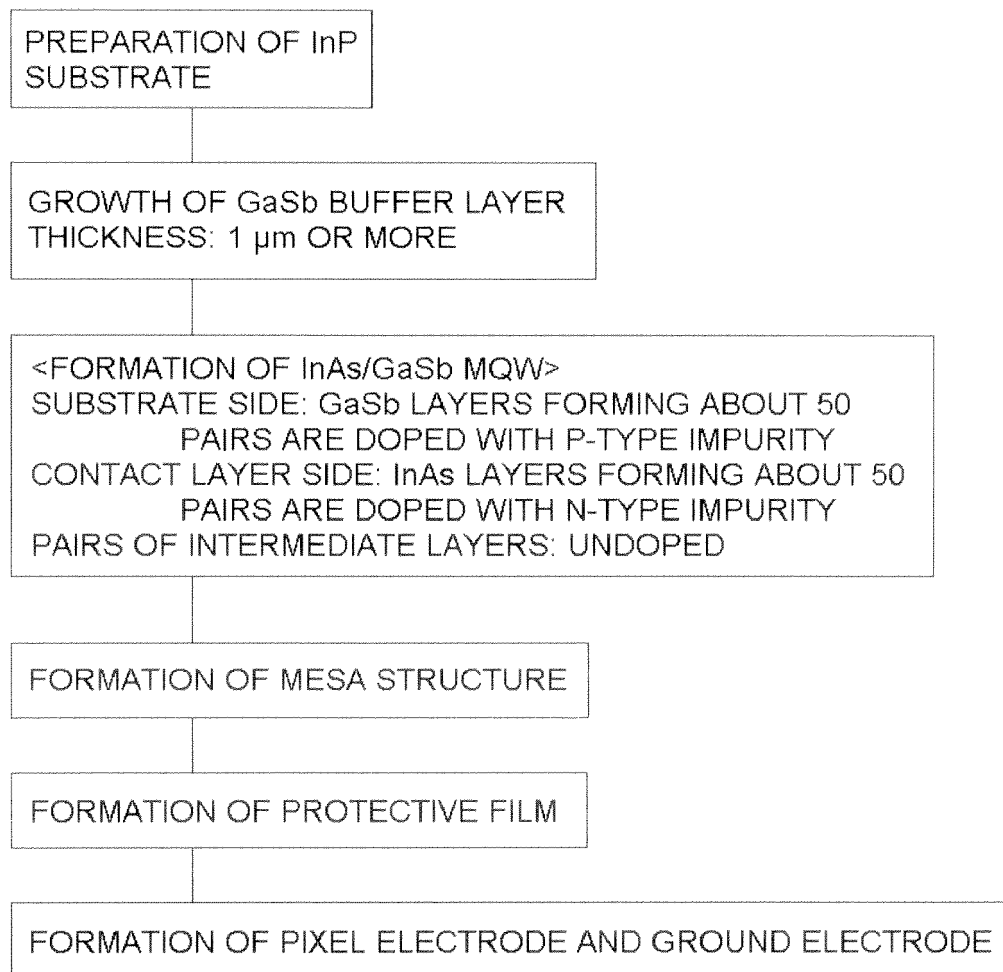 PREPARATION OF InP
SUBSTRATE
GROWTH OF GaSb BUFFER LAYER
THICKNESS: 1 µm OR MORE
<FORMATION OF InAs/GaSb MQW>
SUBSTRATE SIDE: GaSb LAYERS FORMING ABOUT 50
PAIRS ARE DOPED WITH P-TYPE IMPURITY
CONTACT LAYER SIDE: InAs LAYERS FORMING ABOUT 50
PAIRS ARE DOPED WITH N-TYPE IMPURITY
PAIRS OF INTERMEDIATE LAYERS: UNDOPED
FORMATION OF MESA STRUCTURE
FORMATION OF PROTECTIVE FILM
FORMATION OF PIXEL ELECTRODE AND GROUND ELECTRODE